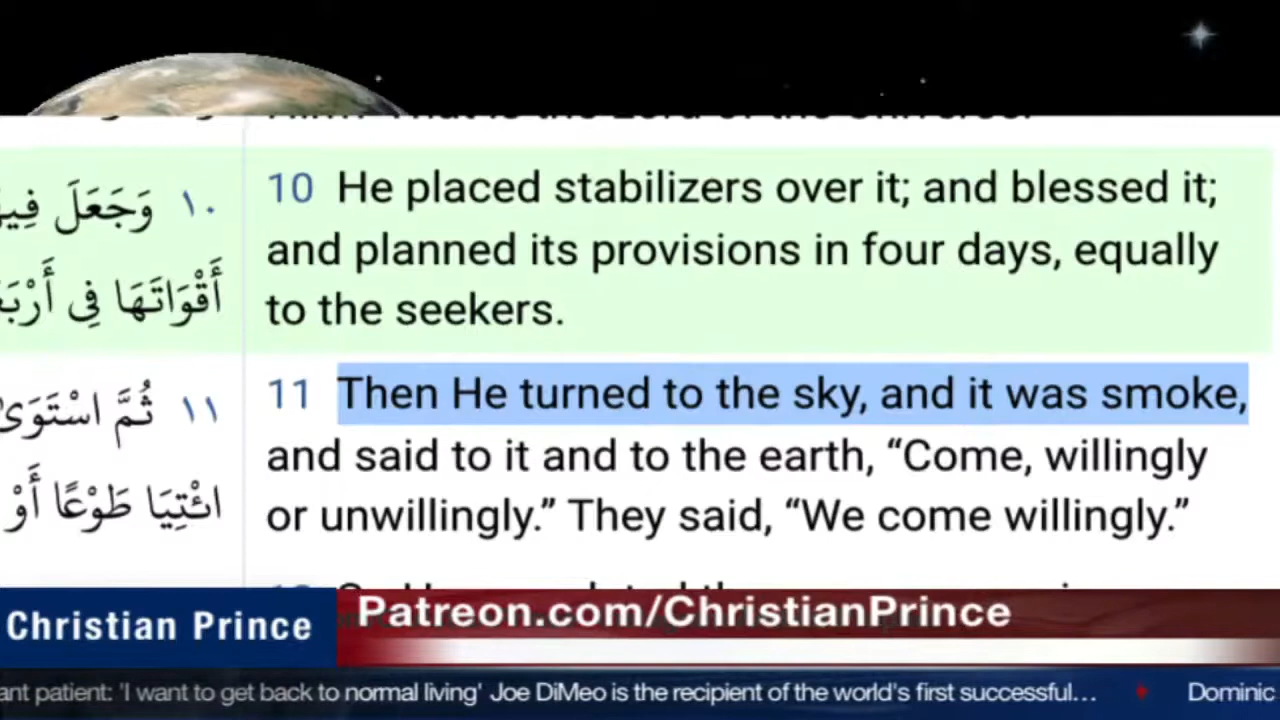 10 He placed stabilizers over it; and blessed it;
and planned its provisions in four days, equally
to the seekers.
١٠ وَجَعَلَ
أَقْوَاتَهَا فِى
11 Then He turned to the sky, and it was smoke,
and said to it and to the earth, “Come, willingly
or unwillingly.” They said, “We come willingly.”
١١ ثُمَّ اسْتَوَىٰ
ائْتِيَا طَوْعًا أَوْ
Christian Prince
Patreon.com/ChristianPrince
ant patient: 'I want to get back to normal living' Joe DiMeo is the recipient of the world's first successful… Dominic